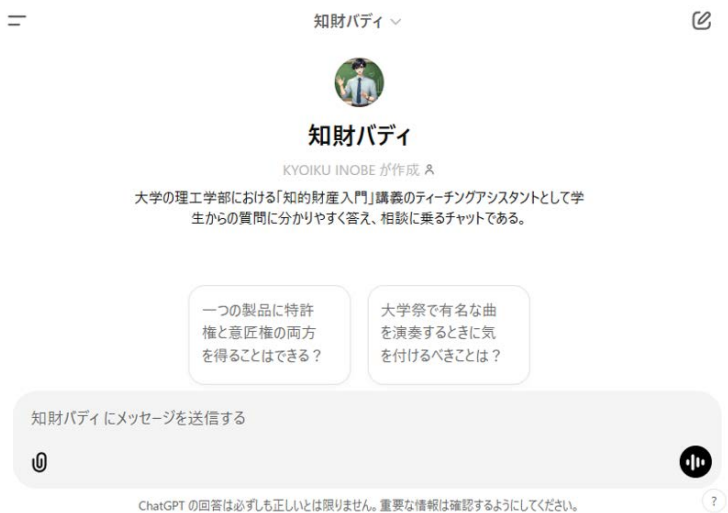 知財バディ
知財バディ
KYOIKU INOBE が作成
大学の理工学部における「知的財産入門」講義のティーチングアシスタントとして学
生からの質問に分かりやすく答え、相談に乗るチャットである。
一つの製品に特許
権と意匠権の両方
を得ることはできる？
大学祭で有名な曲
を演奏するときに気
を付けるべきことは？
知財バディ にメッセージを送信する
ChatGPT の回答は必ずしも正しいとは限りません。重要な情報は確認するようにしてください。
?